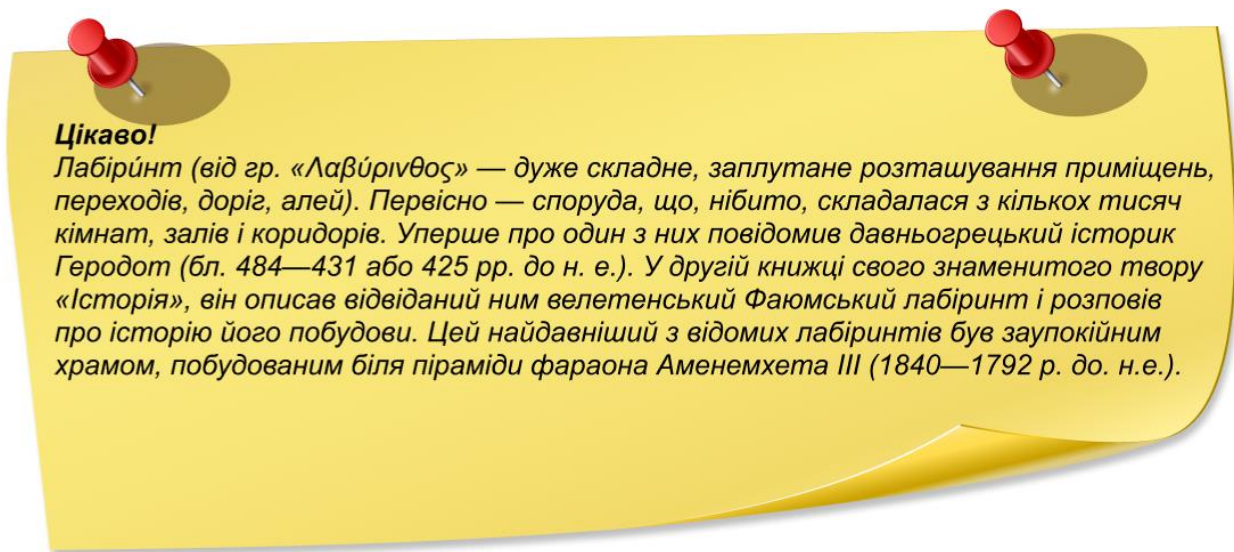 Цікаво!
Лабіри́нт (від гр. «Λαβύρινθος» — дуже складне, заплутане розташування приміщень,
переходів, доріг, алей). Первісно — споруда, що, нібито, складалася з кількох тисяч
кімнат, залів і коридорів. Уперше про один з них повідомив давньогрецький історик
Геродот (бл. 484—431 або 425 рр. до н. е.). У другій книжці свого знаменитого твору
«Історія», він описав відвіданий ним велетенський Фаюмський лабіринт і розповів
про історію його побудови. Цей найдавніший з відомих лабіринтів був заупокійним
храмом, побудованим біля піраміди фараона Аменемхета III (1840—1792 р. до. н.е.).